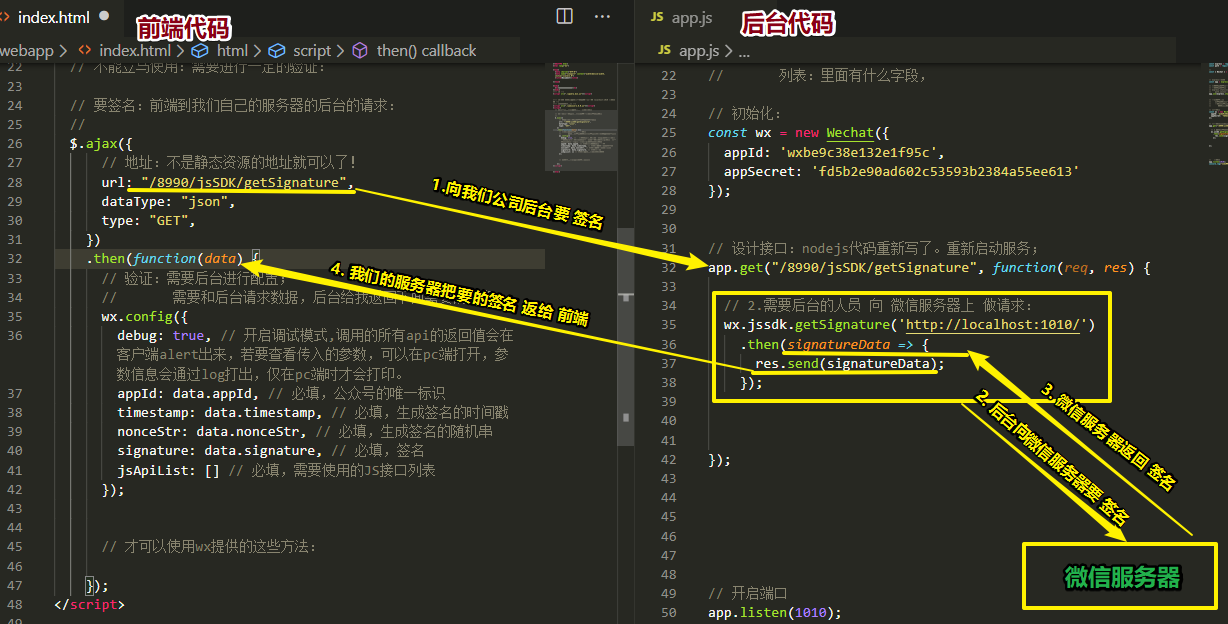 index.html
前端代码
webapp > index.html > html > script > then() callback
22 // 不能立马使用：需要进行一定的验证：
23
24 // 要签名：前端到我们自己的服务器的后台的请求：
25 //
26 $.ajax({
27 // 地址：不是静态资源的地址就可以了！
28 url: "/8990/jsSDK/getSignature",
29 dataType: "json",
30 type: "GET",
31 })
32 .then(function(data) {
33 // 验证：需要后台进行配置，
34 // 需要和后台请求数据，后台给我返回
35 wx.config({
36 debug: true, // 开启调试模式,调用的所有api的返回值会在
客户端alert出来，若要查看传入的参数，可以在pc端打开，参
数信息会通过log打出，仅在pc端时才会打印。
37 appId: data.appId, // 必填，公众号的唯一标识
38 timestamp: data.timestamp, // 必填，生成签名的时间戳
39 nonceStr: data.nonceStr, // 必填，生成签名的随机串
40 signature: data.signature, // 必填，签名
41 jsApiList: [] // 必填，需要使用的JS接口列表
42 });
43
44
45 // 才可以使用wx提供的这些方法：
46
47 });
48 </script>
49
1.向我们公司后台要 签名
4. 我们的服务器把要的签名 返给 前端
JS app.js
后台代码
JS app.js > ...
22 // 列表：里面有什么字段，
23
24 // 初始化：
25 const wx = new Wechat({
26 appId: 'wxbe9c38e132e1f95c',
27 appSecret: 'fd5b2e90ad602c53593b2384a55ee613'
28 });
29
30
31 // 设计接口：nodejs代码重新写了。重新启动服务；
32 app.get("/8990/jsSDK/getSignature", function(req, res) {
33
34 // 2.需要后台的人员 向 微信服务器上 做请求：
35 wx.jssdk.getSignature('http://localhost:1010/')
36 .then(signatureData => {
37 res.send(signatureData);
38 });
39
40
41
42 });
43
44
45
46
47
48
49 // 开启端口
50 app.listen(1010);
2. 后台向微信服务器要 签名
3. 微信服务器返回 签名
微信服务器